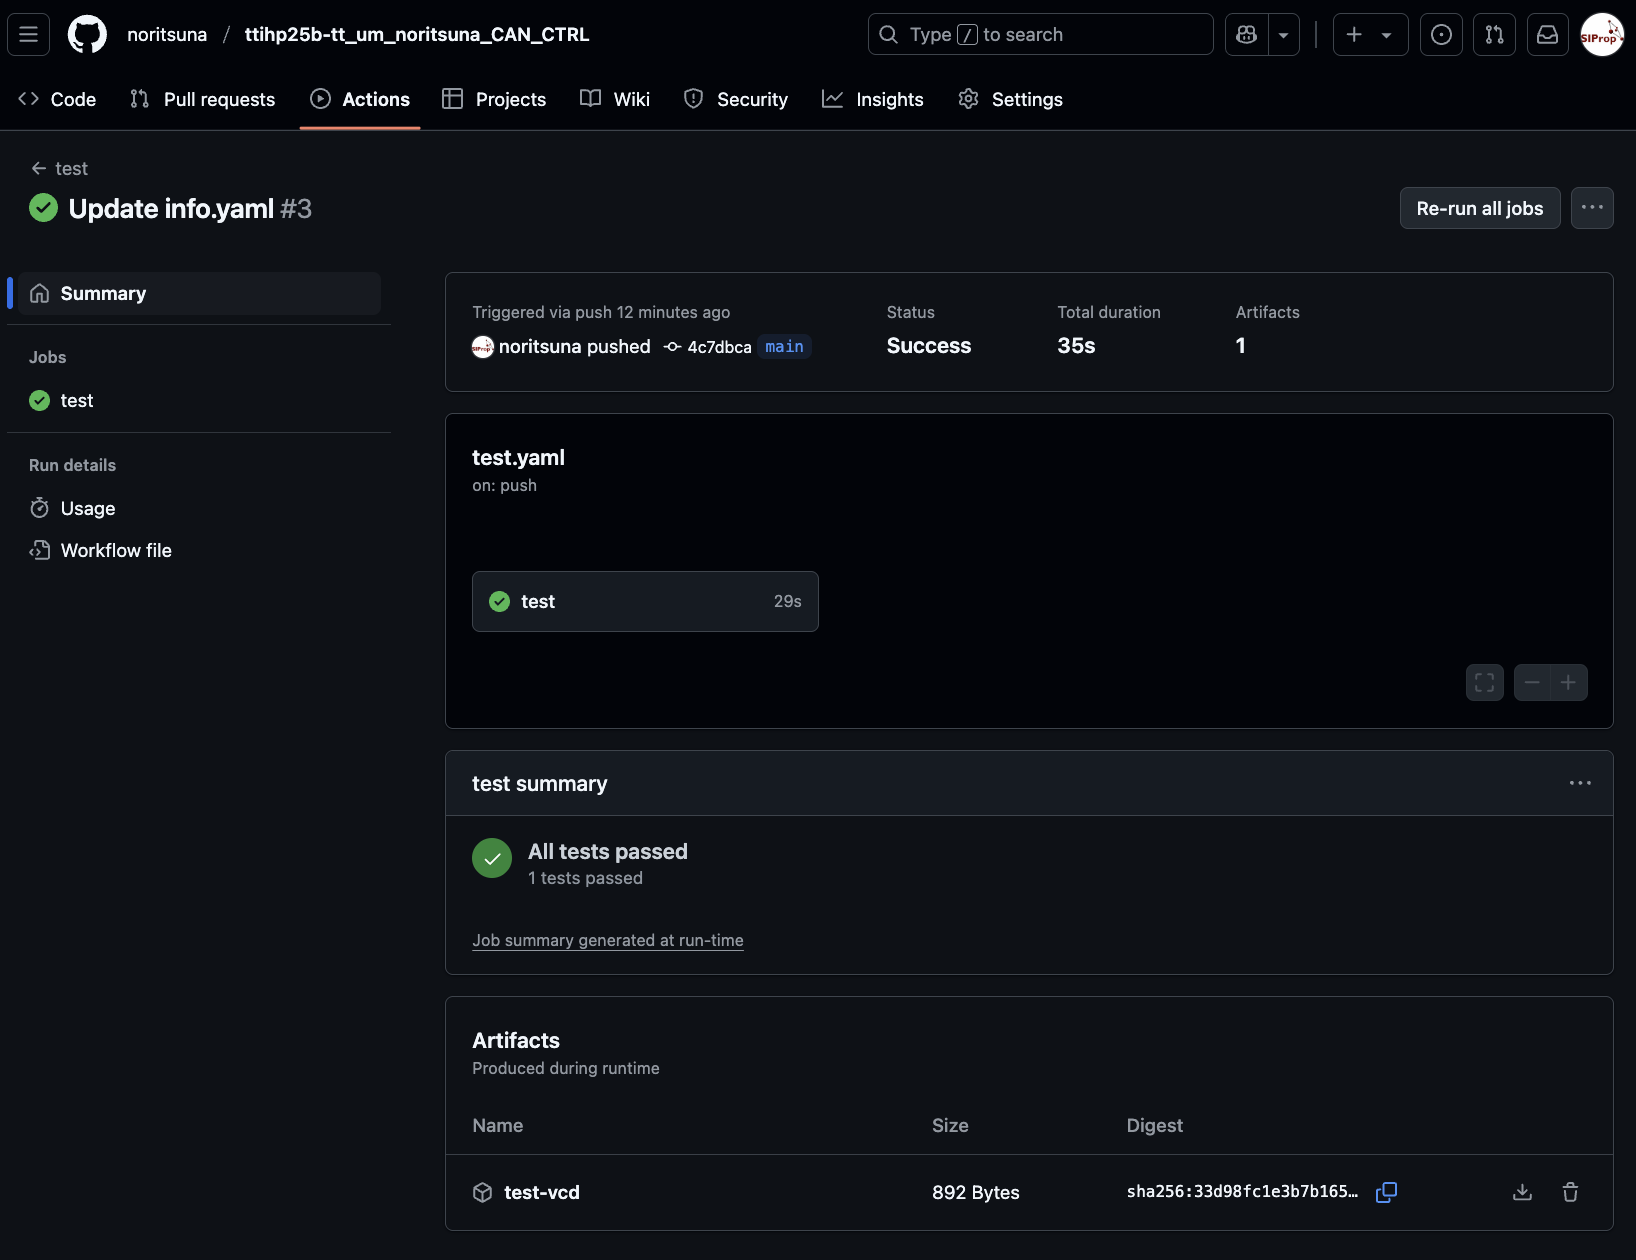 noritsuna / ttihp25b-tt_um_noritsuna_CAN_CTRL
Type / to search
SIProp
Code
Pull requests
Actions
Projects
Wiki
Security
Insights
Settings
← test
Update info.yaml #3
Re-run all jobs
Summary
Jobs
test
Run details
Usage
Workflow file
Triggered via push 12 minutes ago
SIProp noritsuna pushed 4c7dbca main
Status
Success
Total duration
35s
Artifacts
1
test.yaml
on: push
test 29s
test summary
All tests passed
1 tests passed
Job summary generated at run-time
Artifacts
Produced during runtime
Name Size Digest
test-vcd 892 Bytes sha256:33d98fc1e3b7b165…